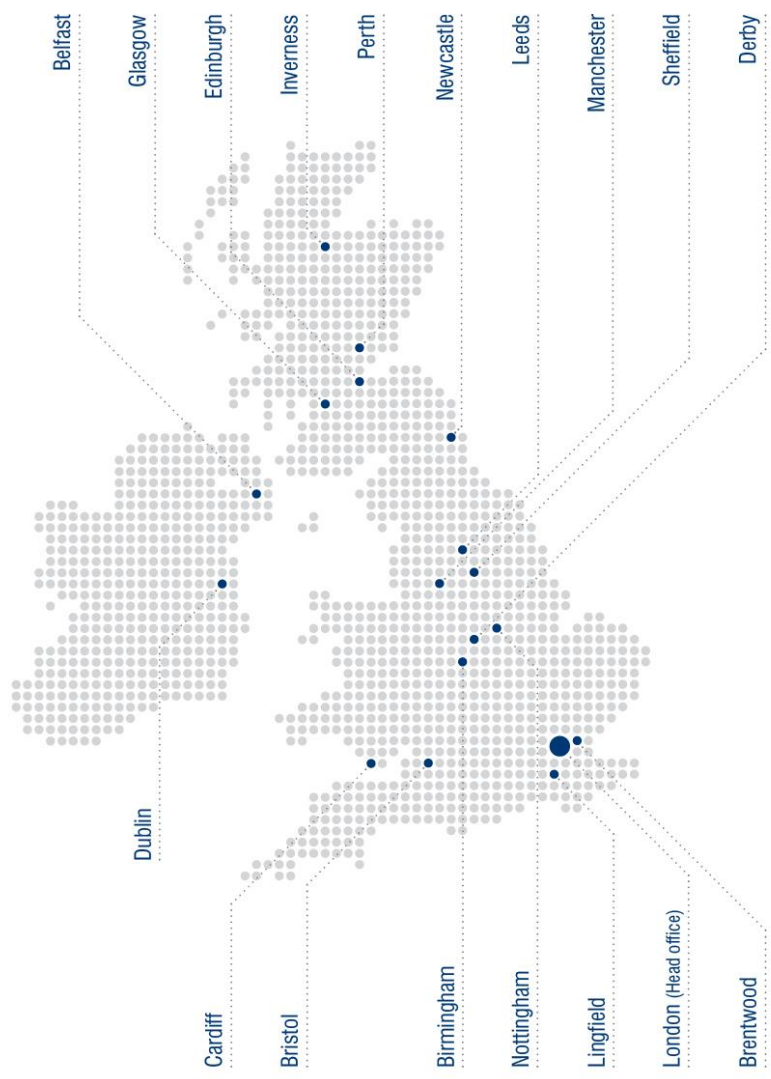 Belfast
Glasgow
Edinburgh
Inverness
Perth
Newcastle
Leeds
Manchester
Sheffield
Derby
Dublin
Cardiff
Bristol
Birmingham
Nottingham
Lingfield
London (Head office)
Brentwood